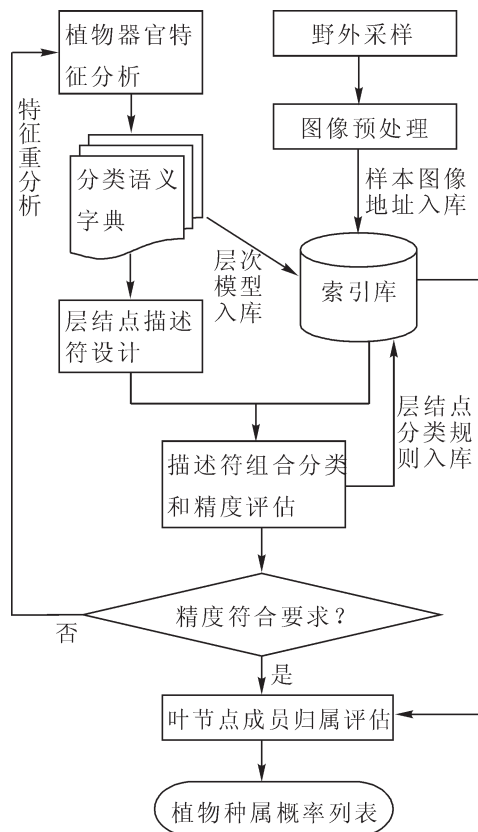 植物器官特
征分析
野外采样
图像预处理
特征重分析
分类语义
字典
样本图像
地址入库
层次
模型
入库
索引库
层结点描述
符设计
层结点
分类规
则入库
描述符组合分类
和精度评估
精度符合要求?
否
是
叶节点成员归属评估
植物种属概率列表